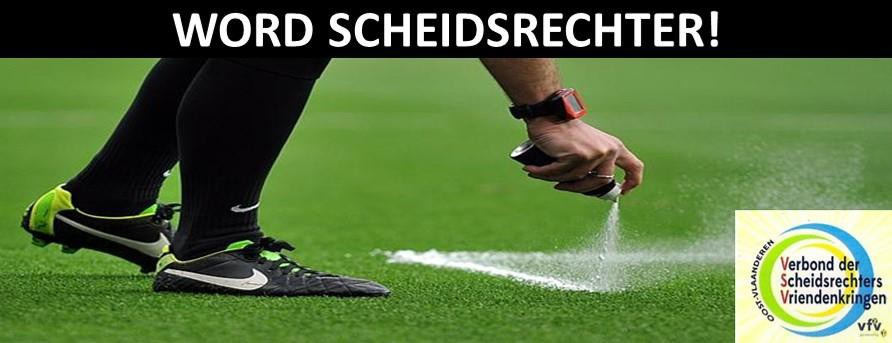 WORD SCHEIDSRECHTER!
OOST-VLAANDEREN
Verbond der
Scheidsrechters
Vriendenkringen
vfv